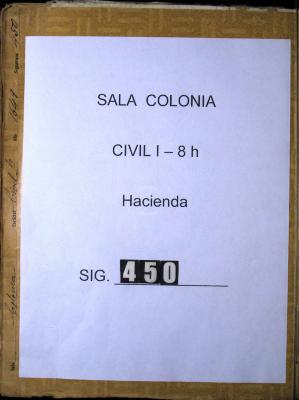 SALA COLONIA
CIVIL I – 8 h
Hacienda
SIG. 450